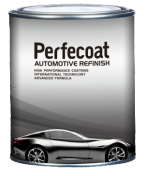 Perfecoat
AUTOMOTIVE REFINISH
HIGH PERFORMANCE COATINGS
INTERNATIONAL TECHNOLOGY
ADVANCED FORMULA